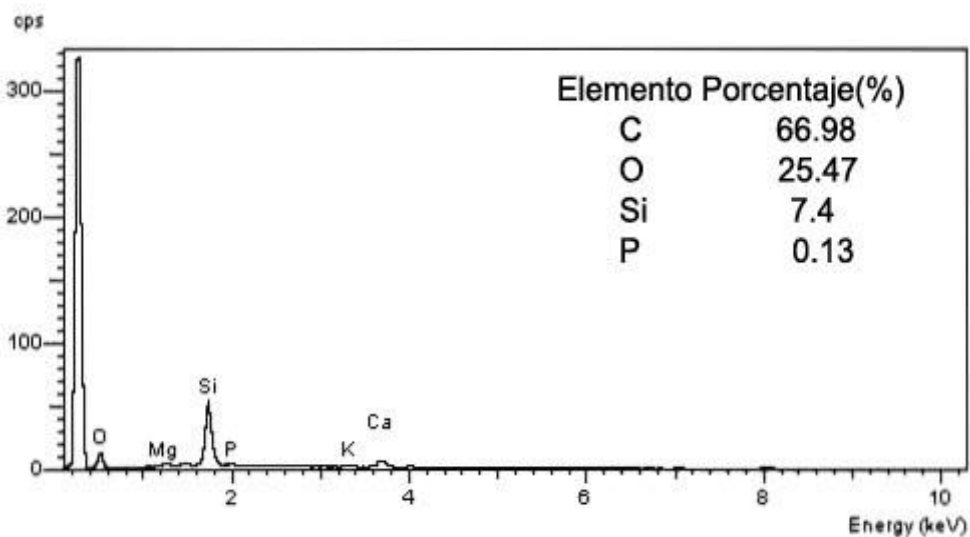 cps
300
Elemento Porcentaje(%)
C 66.98
O 25.47
Si 7.4
P 0.13
200
100
Si
Ca
O
Mg
P
K
0
2
4
6
8
10
Energy (keV)